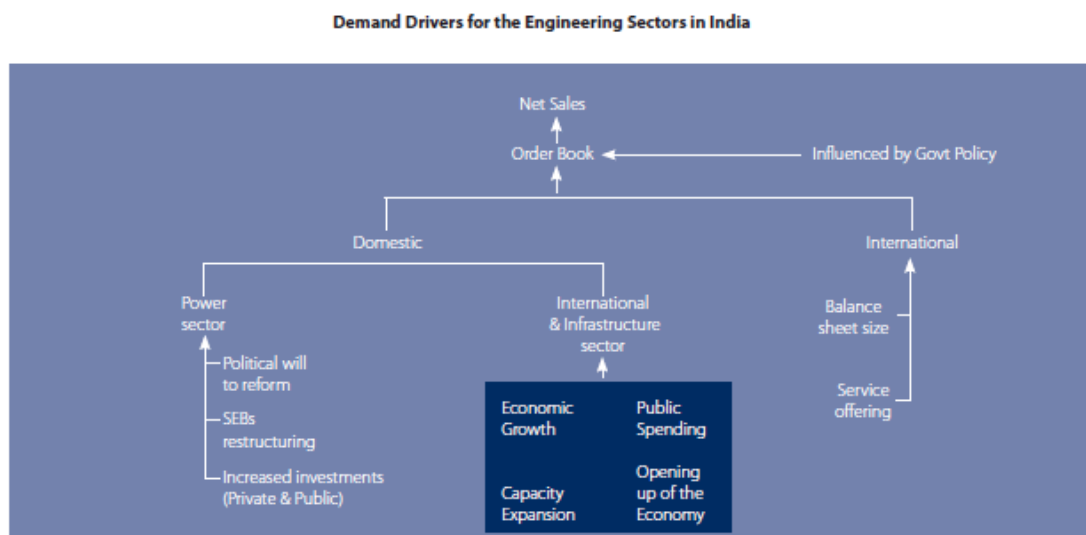 Demand Drivers for the Engineering Sectors in India
Net Sales
Order Book
Influenced by Govt Policy
Domestic
International
Power
sector
Political will
to reform
SEBs
restructuring
Increased investments
(Private & Public)
International
& Infrastructure
sector
Economic
Growth
Public
Spending
Capacity
Expansion
Opening
up of the
Economy
Balance
sheet size
Service
offering